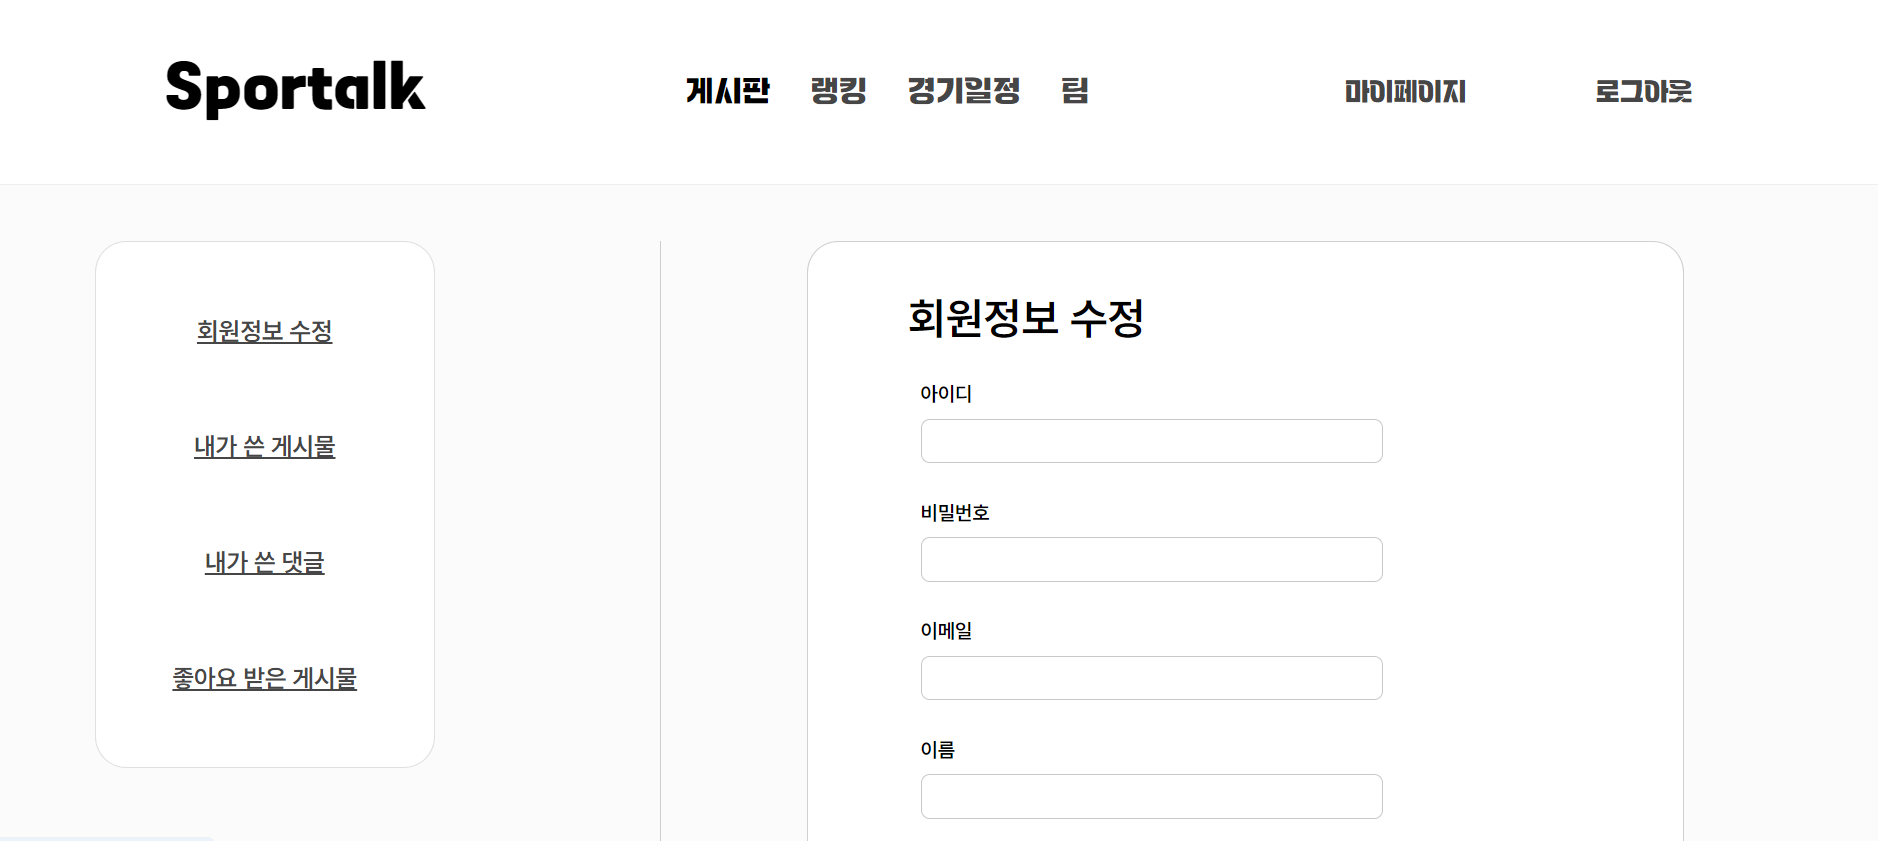 Sportalk
게시판 랭킹 경기일정 팀
마이페이지 로그아웃
회원정보 수정
내가 쓴 게시물
내가 쓴 댓글
좋아요 받은 게시물
회원정보 수정
아이디
비밀번호
이메일
이름